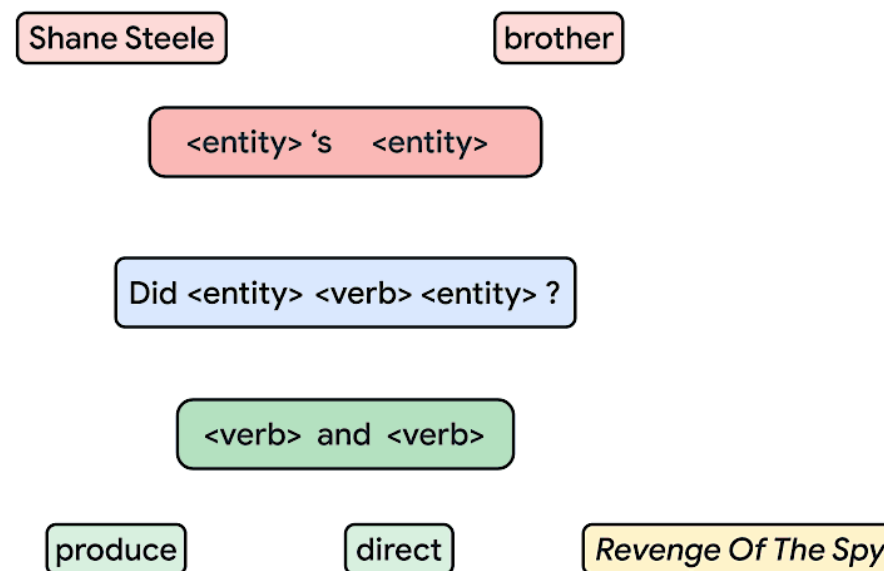 Shane Steele brother
<entity> ‘s <entity>
Did <entity> <verb> <entity> ?
<verb> and <verb>
produce direct Revenge Of The Spy